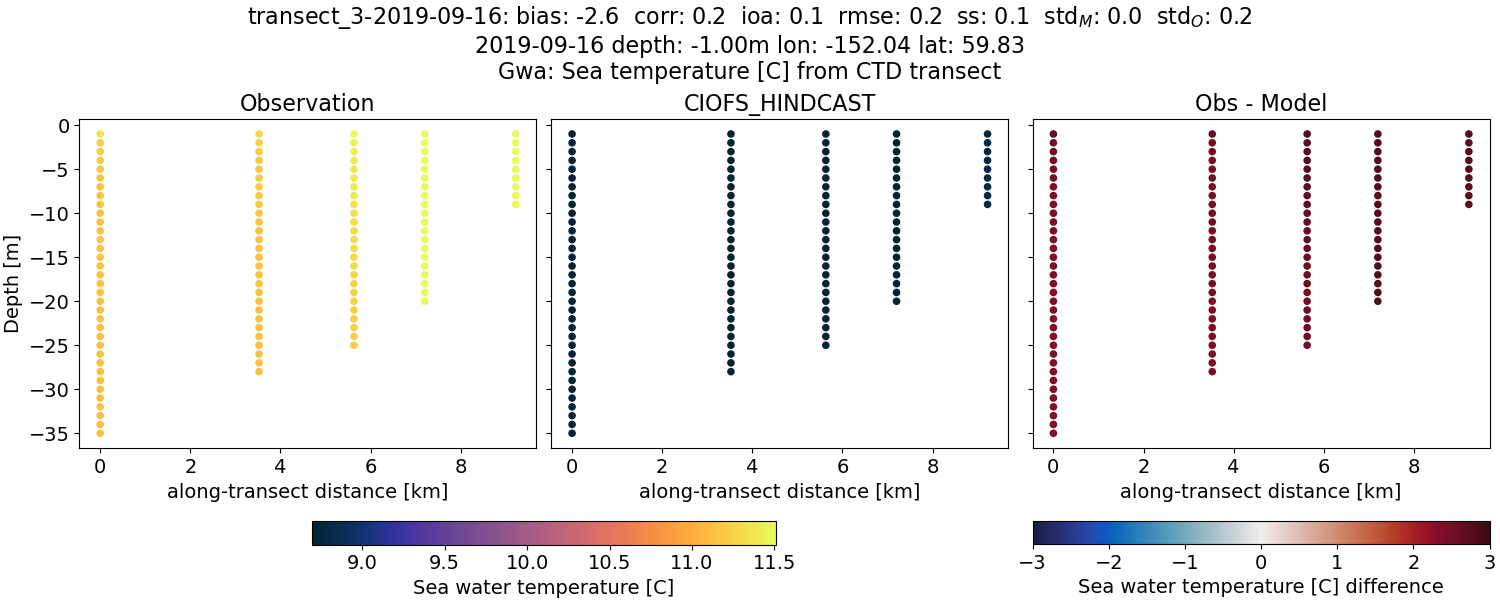 transect_3-2019-09-16: bias: -2.6 corr: 0.2 ioa: 0.1 rmse: 0.2 ss: 0.1 std_M: 0.0 std_O: 0.2
2019-09-16 depth: -1.00m lon: -152.04 lat: 59.83
Gwa: Sea temperature [C] from CTD transect
Observation
CIOFS_HINDCAST
Obs - Model
Depth [m]
0
−5
−10
−15
−20
−25
−30
−35
0 2 4 6 8
0 2 4 6 8
0 2 4 6 8
along-transect distance [km]
along-transect distance [km]
along-transect distance [km]
9.0 9.5 10.0 10.5 11.0 11.5
Sea water temperature [C]
−3 −2 −1 0 1 2 3
Sea water temperature [C] difference